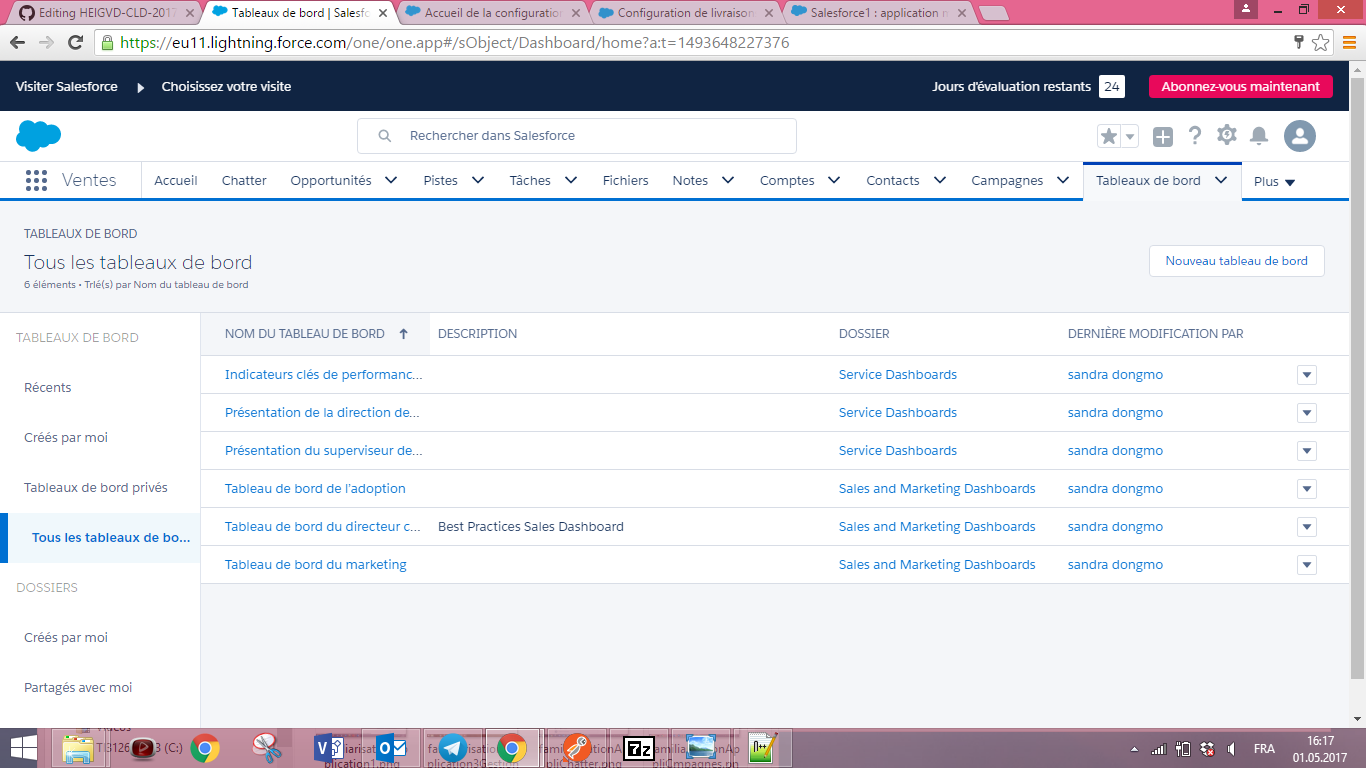 Editing HEIGVD-CLD-2017
Tableaux de bord | Salesfo
Accueil de la configuration
Configuration de livraison
Salesforce1 : application m
https://eu11.lightning.force.com/one/one.app#/sObject/Dashboard/home?a:t=1493648227376
Visiter Salesforce
Choisissez votre visite
Jours d'évaluation restants 24
Abonnez-vous maintenant
Rechercher dans Salesforce
Ventes
Accueil
Chatter
Opportunités
Pistes
Tâches
Fichiers
Notes
Comptes
Contacts
Campagnes
Tableaux de bord
Plus
TABLEAUX DE BORD
Tous les tableaux de bord
6 éléments • Trié(s) par Nom du tableau de bord
Nouveau tableau de bord
TABLEAUX DE BORD
Récents
Créés par moi
Tableaux de bord privés
Tous les tableaux de bo...
DOSSIERS
Créés par moi
Partagés avec moi
NOM DU TABLEAU DE BORD DESCRIPTION DOSSIER DERNIÈRE MODIFICATION PAR
Indicateurs clés de performanc... Service Dashboards sandra dongmo
Présentation de la direction de... Service Dashboards sandra dongmo
Présentation du superviseur de... Service Dashboards sandra dongmo
Tableau de bord de l'adoption Sales and Marketing Dashboards sandra dongmo
Tableau de bord du directeur c... Best Practices Sales Dashboard Sales and Marketing Dashboards sandra dongmo
Tableau de bord du marketing Sales and Marketing Dashboards sandra dongmo
FRA
16:17
01.05.2017